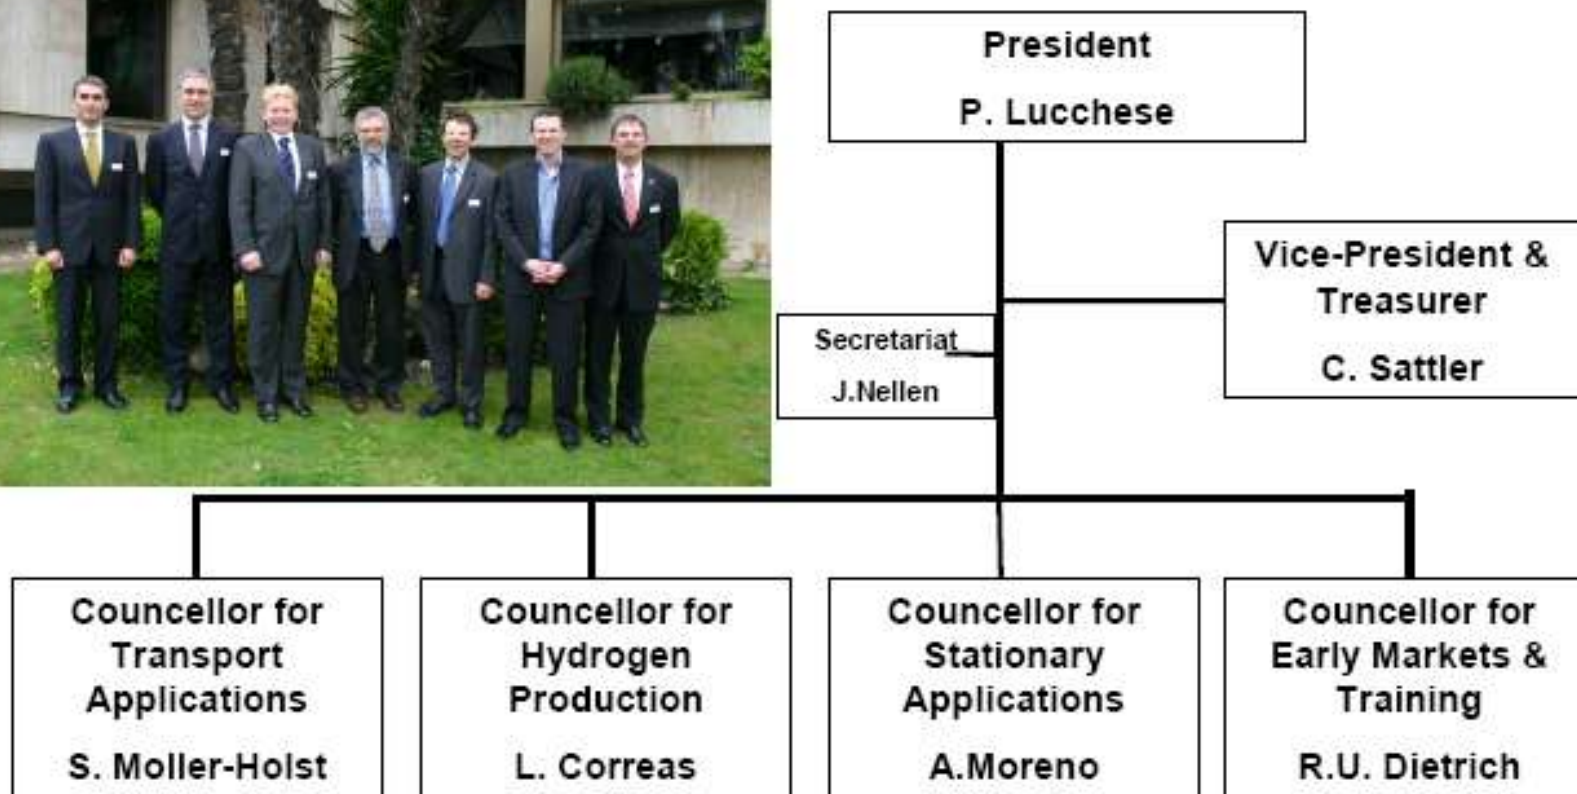 President
P. Lucchese
Vice-President &
Treasurer
C. Sattler
Secretariat
J.Nellen
Councellor for
Transport
Applications
S. Moller-Holst
Councellor for
Hydrogen
Production
L. Correas
Councellor for
Stationary
Applications
A.Moreno
Councellor for
Early Markets &
Training
R.U. Dietrich